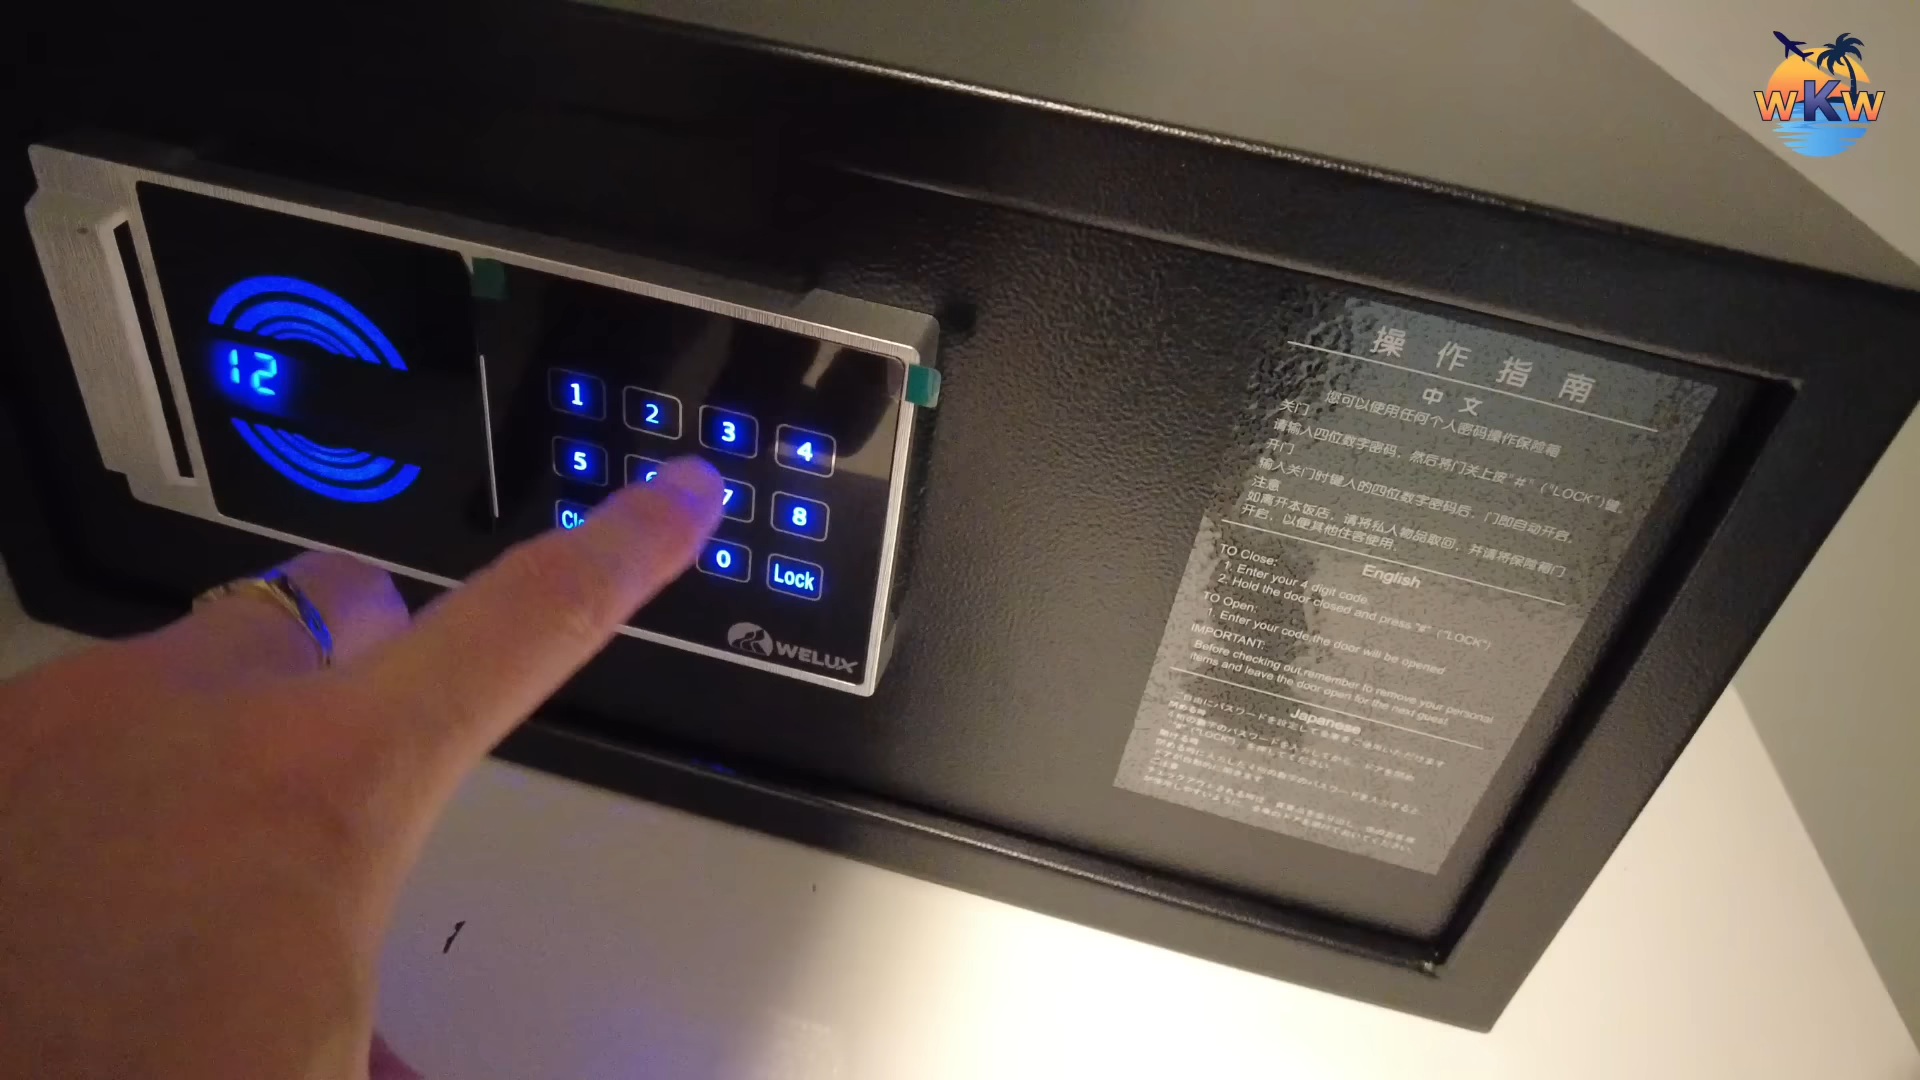 WKW
12
1
2
3
4
5
6
7
8
0
Lock
WELUX
操作指南
中文
您可以使用任何个人密码操作保险箱
关门
请输入四位数字密码，然后将门关上按"#"("LOCK")键。
开门
输入关门时键入的四位数字密码后，门即自动开启。
注意
如离开本饭店，请将私人物品取回，并请将保险箱门
开启，以便其他住客使用.
English
TO Close:
1. Enter your 4 digit code
2. Hold the door closed and press "#" ("LOCK")
TO Open:
1. Enter your code,the door will be opened
IMPORTANT:
Before checking out remember to remove your personal
items and leave the door open for the next guest
Japanese